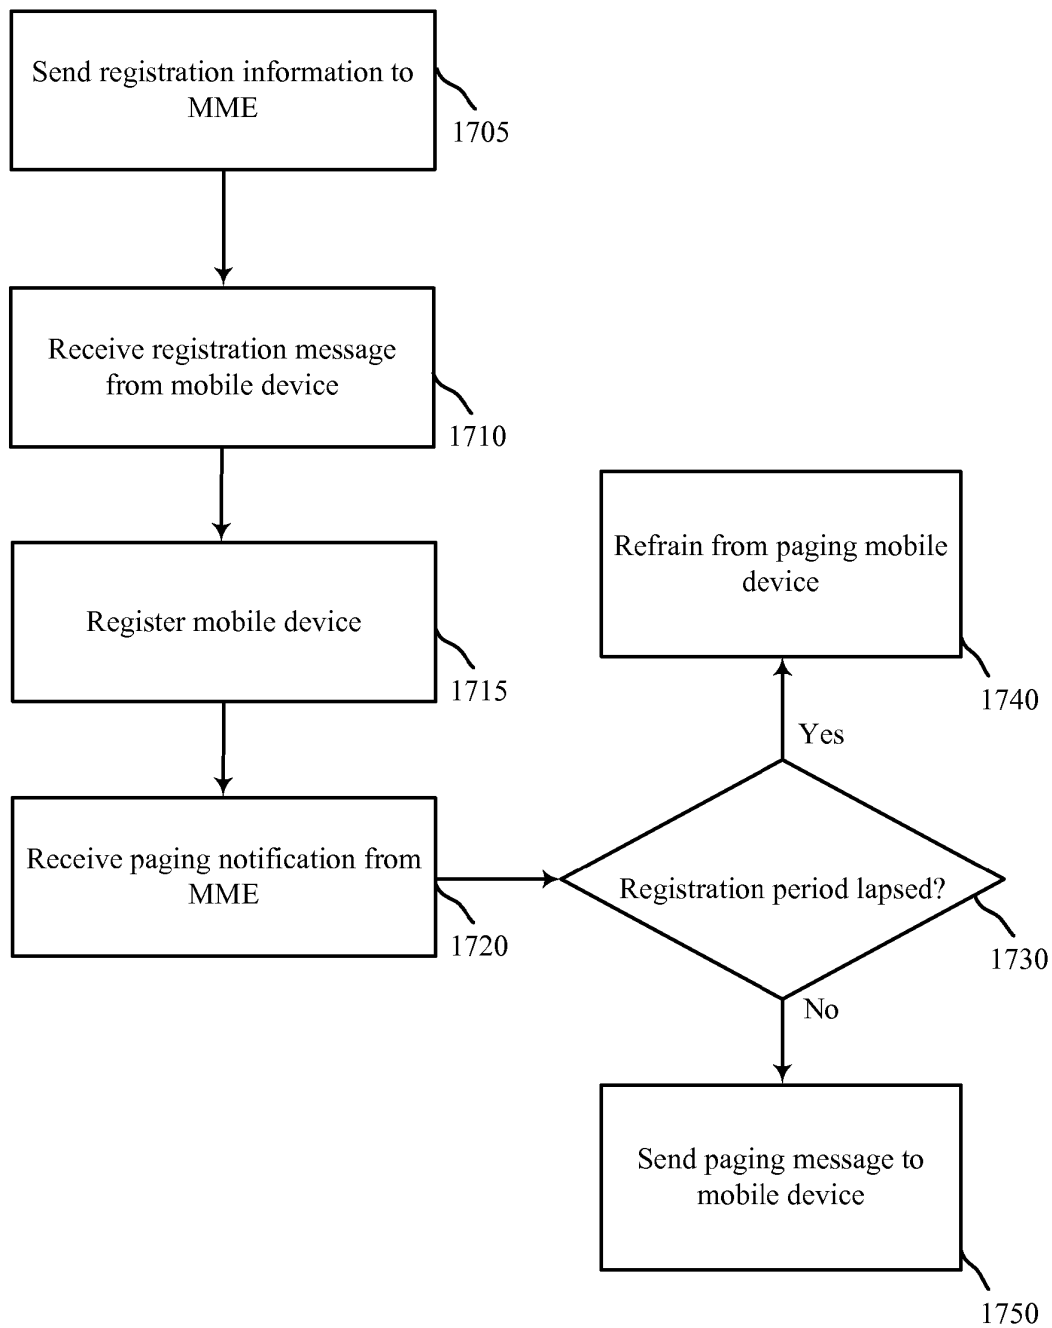 Send registration information to
MME
1705
Receive registration message
from mobile device
1710
Register mobile device
1715
Receive paging notification from
MME
1720
Registration period lapsed?
1730
Yes
Refrain from paging mobile
device
1740
No
Send paging message to
mobile device
1750